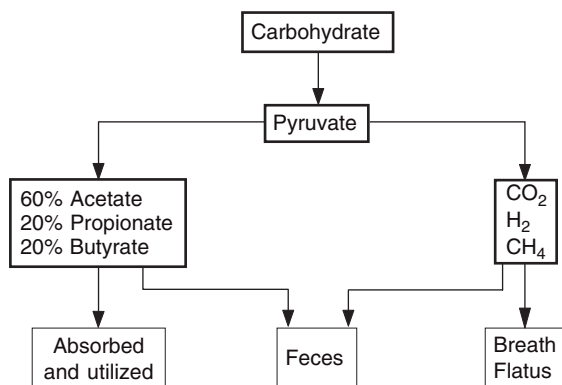 Carbohydrate
Pyruvate
60% Acetate
20% Propionate
20% Butyrate
CO₂
H₂
CH₄
Absorbed
and utilized
Feces
Breath
Flatus